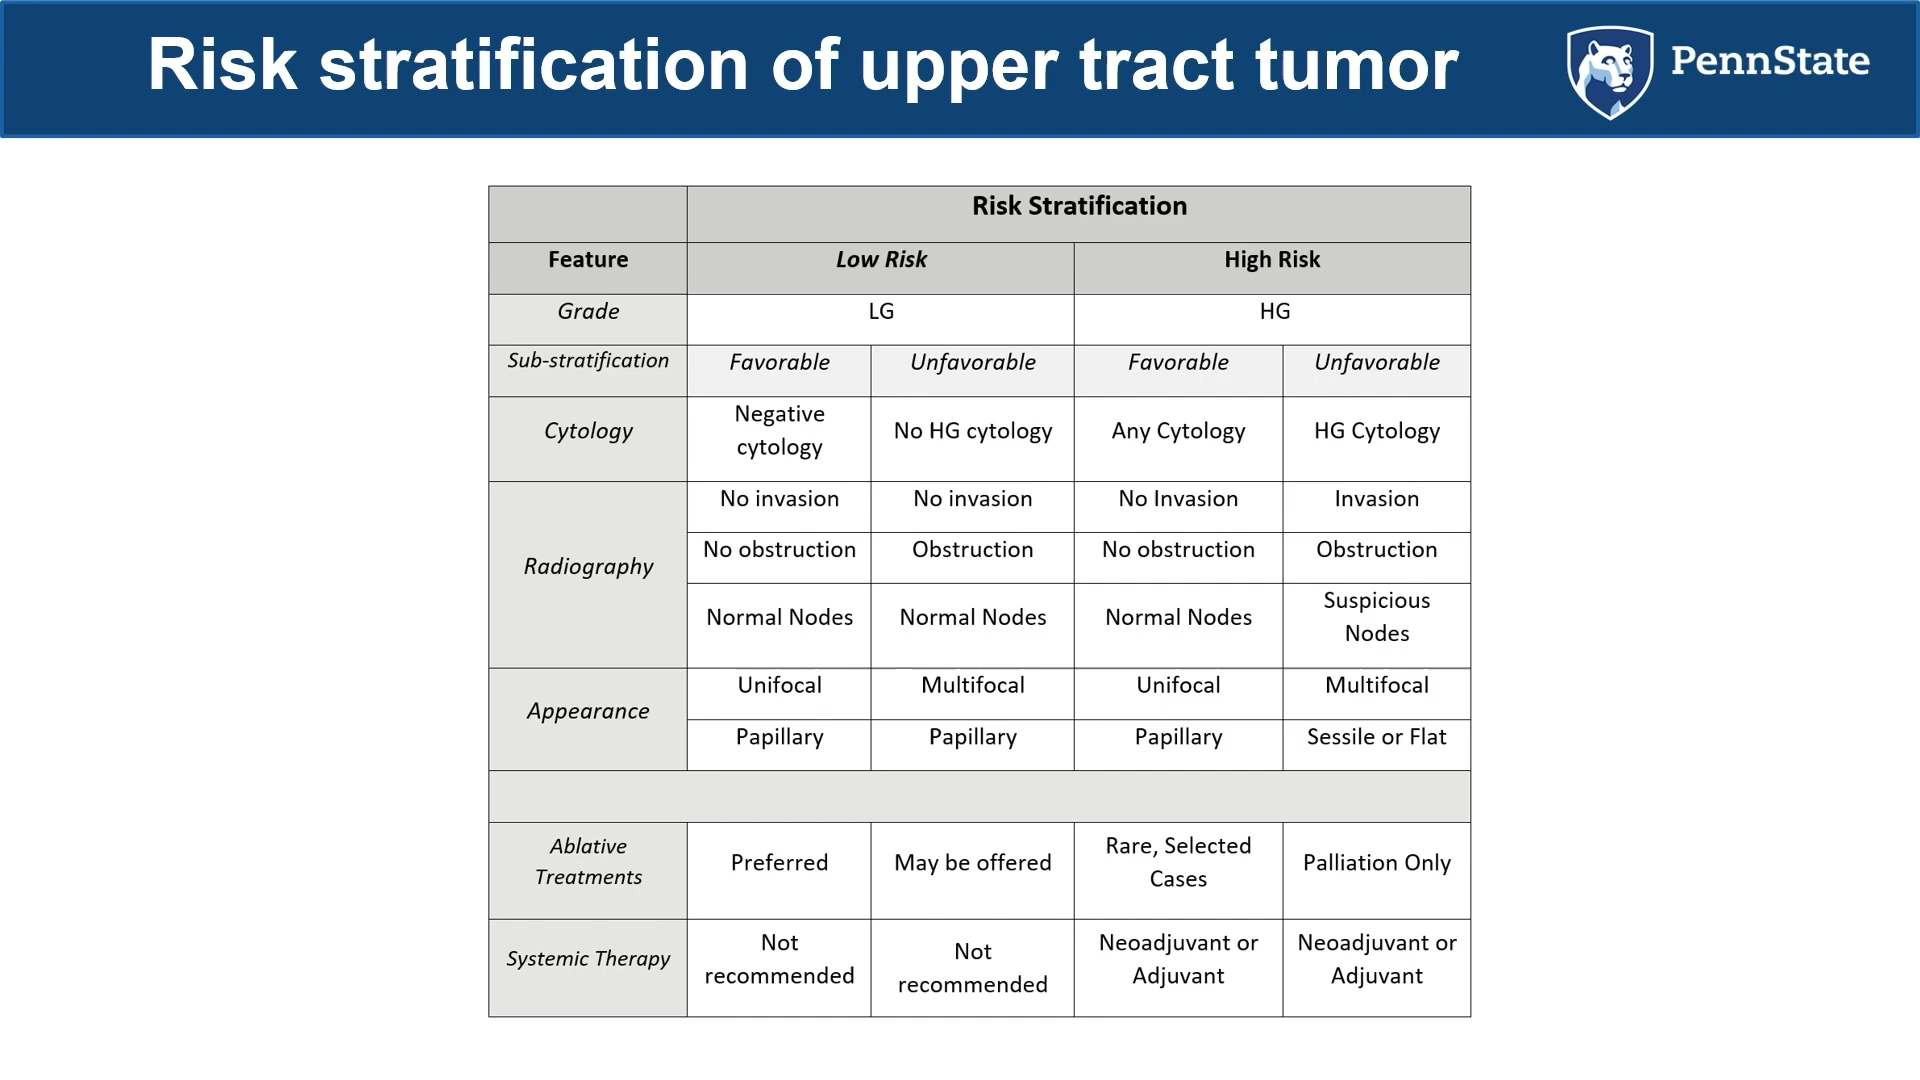 Risk stratification of upper tract tumor
PennState
Risk Stratification
Feature
Low Risk
High Risk
Grade
LG
HG
Sub-stratification
Favorable
Unfavorable
Favorable
Unfavorable
Cytology
Negative
cytology
No HG cytology
Any Cytology
HG Cytology
Radiography
No invasion
No invasion
No Invasion
Invasion
No obstruction
Obstruction
No obstruction
Obstruction
Normal Nodes
Normal Nodes
Normal Nodes
Suspicious
Nodes
Appearance
Unifocal
Multifocal
Unifocal
Multifocal
Papillary
Papillary
Papillary
Sessile or Flat
Ablative
Treatments
Preferred
May be offered
Rare, Selected
Cases
Palliation Only
Systemic Therapy
Not
recommended
Not
recommended
Neoadjuvant or
Adjuvant
Neoadjuvant or
Adjuvant